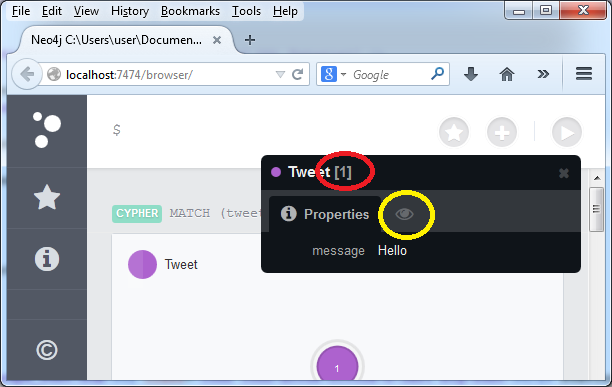 File Edit View History Bookmarks Tools Help
Neo4j C:\Users\user\Documen...
localhost:7474/browser/
Google
$
Tweet [1]
Properties
CYPHER MATCH (tweet
message Hello
Tweet
1